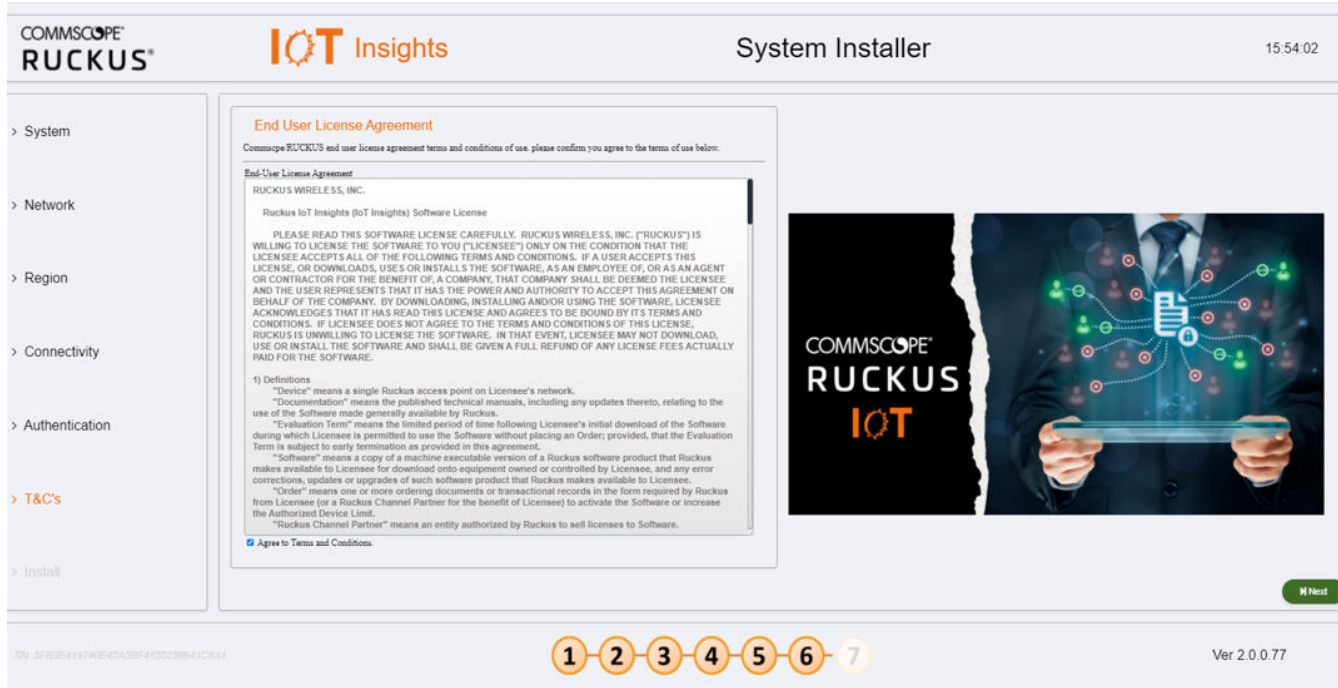 COMMSCOPE®
RUCKUS®
IOT Insights
System Installer
15:54:02
> System
> Network
> Region
> Connectivity
> Authentication
> T&C's
> Install
End User License Agreement
Commscpe/RUCKUS end user license agreement terms and conditions of use. please confirm you agree to the terms of use below.
End-User License Agreement
RUCKUS WIRELESS, INC.
Ruckus IoT Insights (IoT Insights) Software License
PLEASE READ THIS SOFTWARE LICENSE CAREFULLY. RUCKUS WIRELESS, INC. ("RUCKUS") IS
WILLING TO LICENSE THE SOFTWARE TO YOU ("LICENSEE") ONLY ON THE CONDITION THAT THE
LICENSEE ACCEPTS ALL OF THE FOLLOWING TERMS AND CONDITIONS. IF A USER ACCEPTS THIS
LICENSE, OR DOWNLOADS, USES OR INSTALLS THE SOFTWARE, AS AN EMPLOYEE OF, OR AS AN AGENT
OR CONTRACTOR FOR THE BENEFIT OF, A COMPANY, THAT COMPANY SHALL BE DEEMED THE LICENSEE
AND THE USER REPRESENTS THAT IT HAS THE POWER AND AUTHORITY TO ACCEPT THIS AGREEMENT ON
BEHALF OF THE COMPANY. BY DOWNLOADING, INSTALLING AND/OR USING THE SOFTWARE, LICENSEE
ACKNOWLEDGES THAT IT HAS READ THIS LICENSE AND AGREES TO BE BOUND BY ITS TERMS AND
CONDITIONS. IF LICENSEE DOES NOT AGREE TO THE TERMS AND CONDITIONS OF THIS LICENSE,
RUCKUS IS UNWILLING TO LICENSE THE SOFTWARE. IN THAT EVENT, LICENSEE MAY NOT DOWNLOAD,
USE OR INSTALL THE SOFTWARE AND SHALL BE GIVEN A FULL REFUND OF ANY LICENSE FEES ACTUALLY
PAID FOR THE SOFTWARE.
1) Definitions
"Device" means a single Ruckus access point on Licensee's network.
"Documentation" means the published technical manuals, including any updates thereto, relating to the
use of the Software made generally available by Ruckus.
"Evaluation Term" means the limited period of time following Licensee's initial download of the Software
during which Licensee is permitted to use the Software without placing an Order; provided, that the Evaluation
Term is subject to early termination as provided in this agreement.
"Software" means a copy of a machine executable version of a Ruckus software product that Ruckus
makes available to Licensee for download onto equipment owned or controlled by Licensee, and any error
corrections, updates or upgrades of such software product that Ruckus makes available to Licensee.
"Order" means one or more ordering documents or transactional records in the form required by Ruckus
from Licensee (or a Ruckus Channel Partner for the benefit of Licensee) to activate the Software or increase
the Authorized Device Limit.
"Ruckus Channel Partner" means an entity authorized by Ruckus to sell licenses to Software.
Agree to Terms and Conditions.
COMMSCOPE®
RUCKUS
IOT
Next
SN:
1 2 3 4 5 6 7
Ver 2.0.0.77